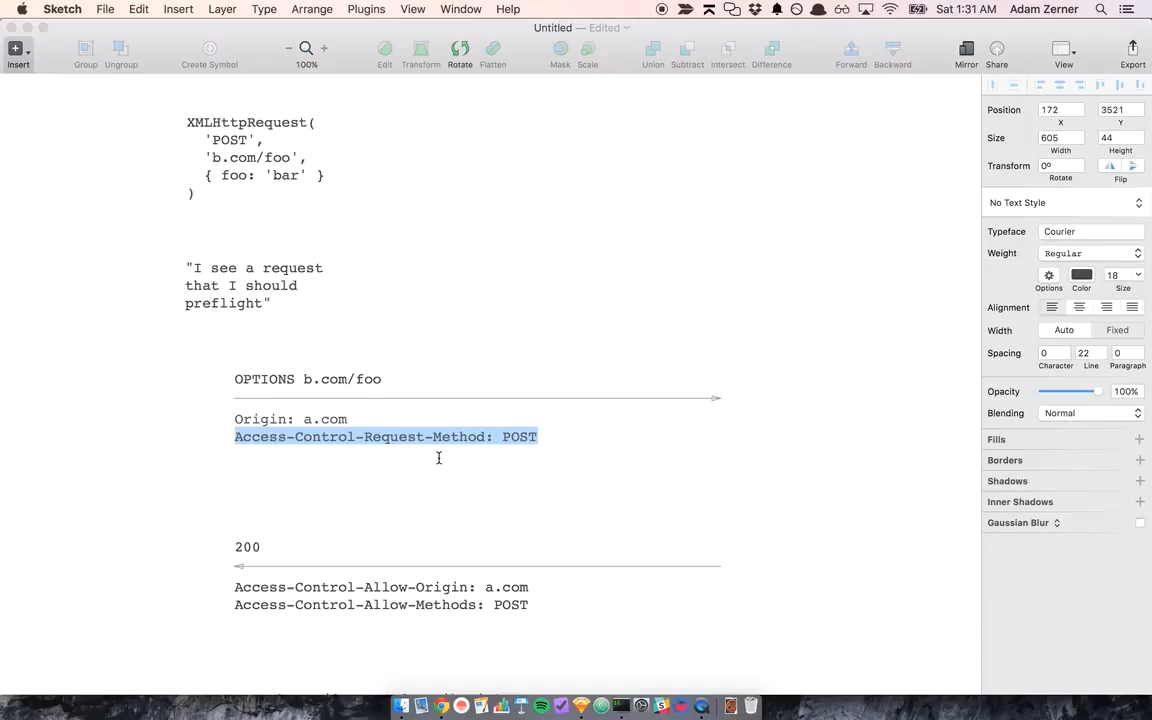 Sketch File Edit Insert Layer Type Arrange Plugins View Window Help Sat 1:31 AM Adam Zerner
Untitled — Edited
Insert Group Ungroup Create Symbol 100% Edit Transform Rotate Flatten Mask Scale Union Subtract Intersect Difference Forward Backward Mirror Share View Export
XMLHttpRequest(
'POST',
'b.com/foo',
{ foo: 'bar' }
)
"I see a request
that I should
preflight"
OPTIONS b.com/foo
Origin: a.com
Access-Control-Request-Method: POST
200
Access-Control-Allow-Origin: a.com
Access-Control-Allow-Methods: POST
Position 172 3521
X Y
Size 605 44
Width Height
Transform 0º
Rotate Flip
No Text Style
Typeface Courier
Weight Regular
18
Options Color Size
Alignment
Width Auto Fixed
Spacing 0 22 0
Character Line Paragraph
Opacity 100%
Blending Normal
Fills
Borders
Shadows
Inner Shadows
Gaussian Blur